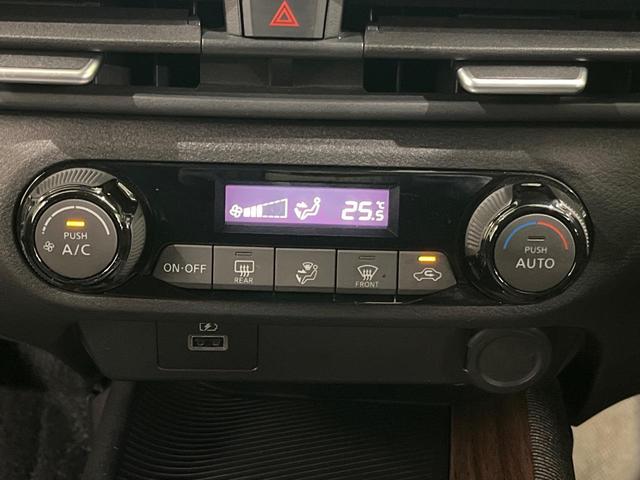 PUSH
A/C
25.5
°C
PUSH
AUTO
ON·OFF
REAR
FRONT